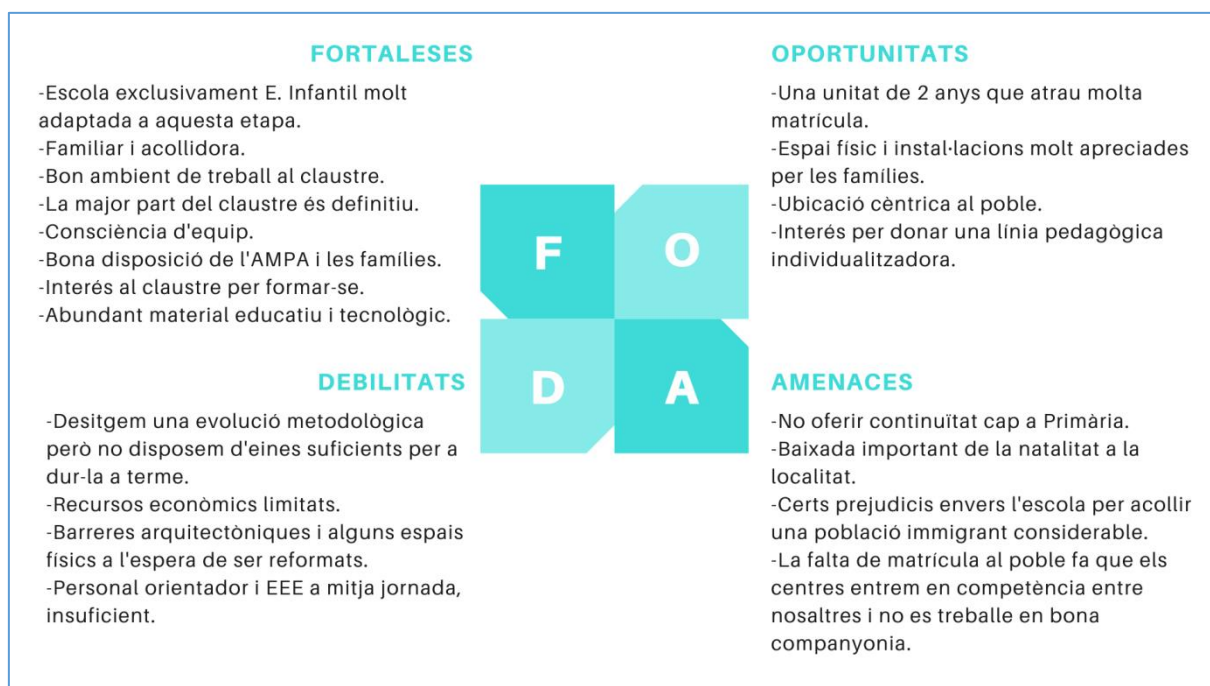 FORTALESES
-Escola exclusivament E. Infantil molt
adaptada a aquesta etapa.
-Familiar i acollidora.
-Bon ambient de treball al claustre.
-La major part del claustre és definitiu.
-Consciència d'equip.
-Bona disposició de l'AMPA i les famílies.
-Interés al claustre per formar-se.
-Abundant material educatiu i tecnològic.
OPORTUNITATS
-Una unitat de 2 anys que atrau molta
matrícula.
-Espai físic i instal·lacions molt apreciades
per les famílies.
-Ubicació cèntrica al poble.
-Interés per donar una línia pedagògica
individualitzadora.
F
O
D
A
DEBILITATS
-Desitgem una evolució metodològica
però no disposem d'eines suficients per a
dur-la a terme.
-Recursos econòmics limitats.
-Barreres arquitectòniques i alguns espais
físics a l'espera de ser reformats.
-Personal orientador i EEE a mitja jornada,
insuficient.
AMENACES
-No oferir continuïtat cap a Primària.
-Baixada important de la natalitat a la
localitat.
-Certs prejudicis envers l'escola per acollir
una població immigrant considerable.
-La falta de matrícula al poble fa que els
centres entrem en competència entre
nosaltres i no es treballe en bona
companyonia.